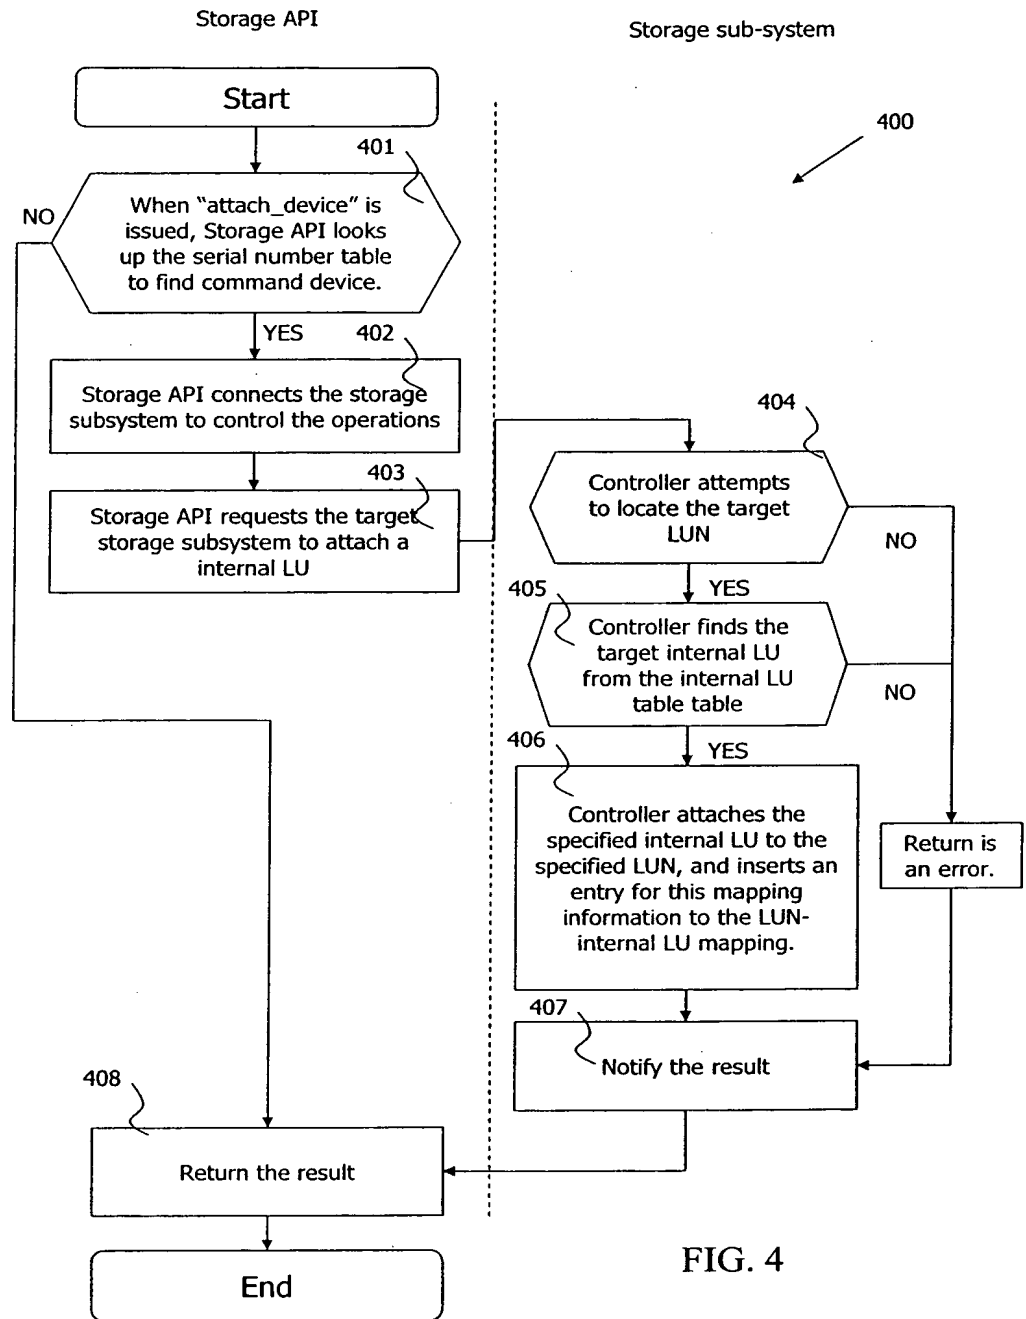 Storage API
Storage sub-system
Start
400
401
When “attach_device” is
issued, Storage API looks
up the serial number table
to find command device.
NO
YES
402
Storage API connects the storage
subsystem to control the operations
403
Storage API requests the target
storage subsystem to attach a
internal LU
404
Controller attempts
to locate the target
LUN
NO
YES
405
Controller finds the
target internal LU
from the internal LU
table table
NO
YES
406
Controller attaches the
specified internal LU to the
specified LUN, and inserts an
entry for this mapping
information to the LUN-
internal LU mapping.
Return is
an error.
407
Notify the result
408
Return the result
End
FIG. 4